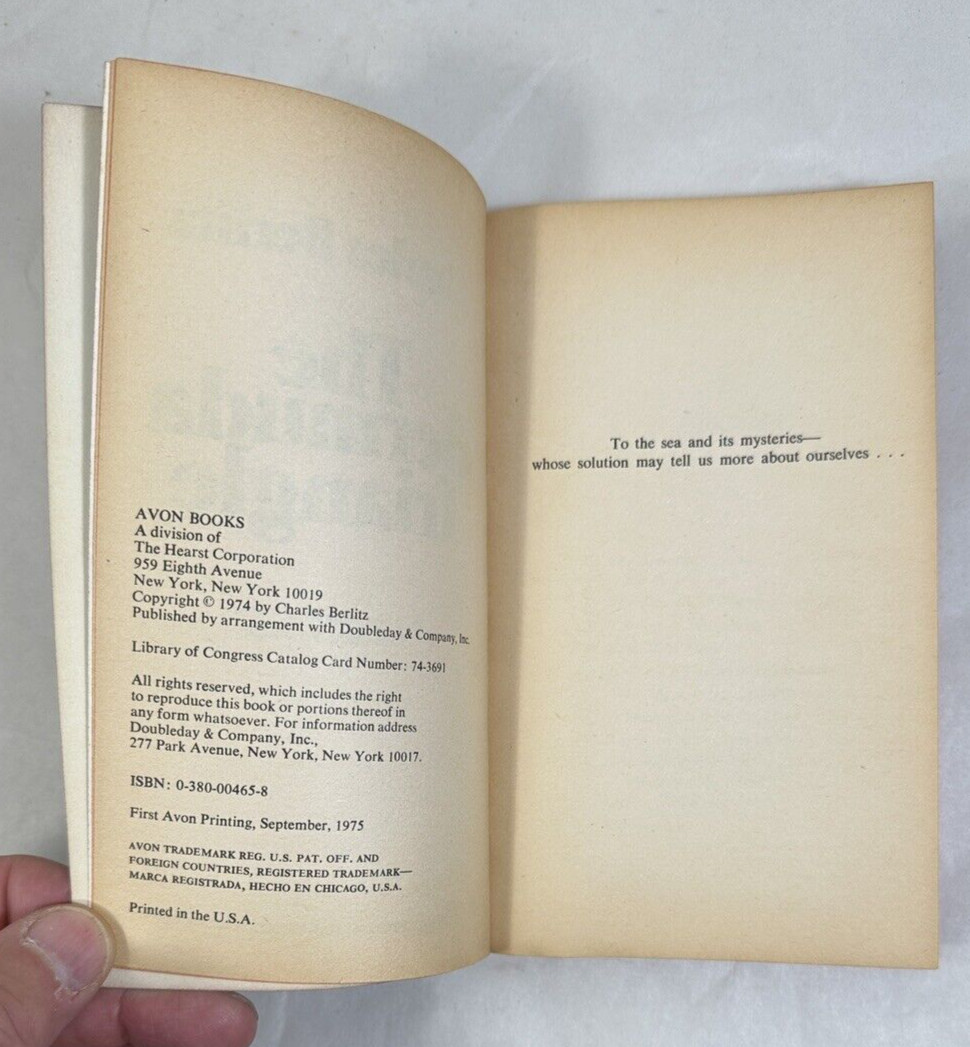 AVON BOOKS
A division of
The Hearst Corporation
959 Eighth Avenue
New York, New York 10019
Copyright © 1974 by Charles Berlitz
Published by arrangement with Doubleday & Company, Inc.
Library of Congress Catalog Card Number: 74-3691
All rights reserved, which includes the right
to reproduce this book or portions thereof in
any form whatsoever. For information address
Doubleday & Company, Inc.,
277 Park Avenue, New York, New York 10017.
ISBN: 0-380-00465-8
First Avon Printing, September, 1975
AVON TRADEMARK REG. U.S. PAT. OFF. AND
FOREIGN COUNTRIES, REGISTERED TRADEMARK—
MARCA REGISTRADA, HECHO EN CHICAGO, U.S.A.
Printed in the U.S.A.
To the sea and its mysteries—
whose solution may tell us more about ourselves . . .